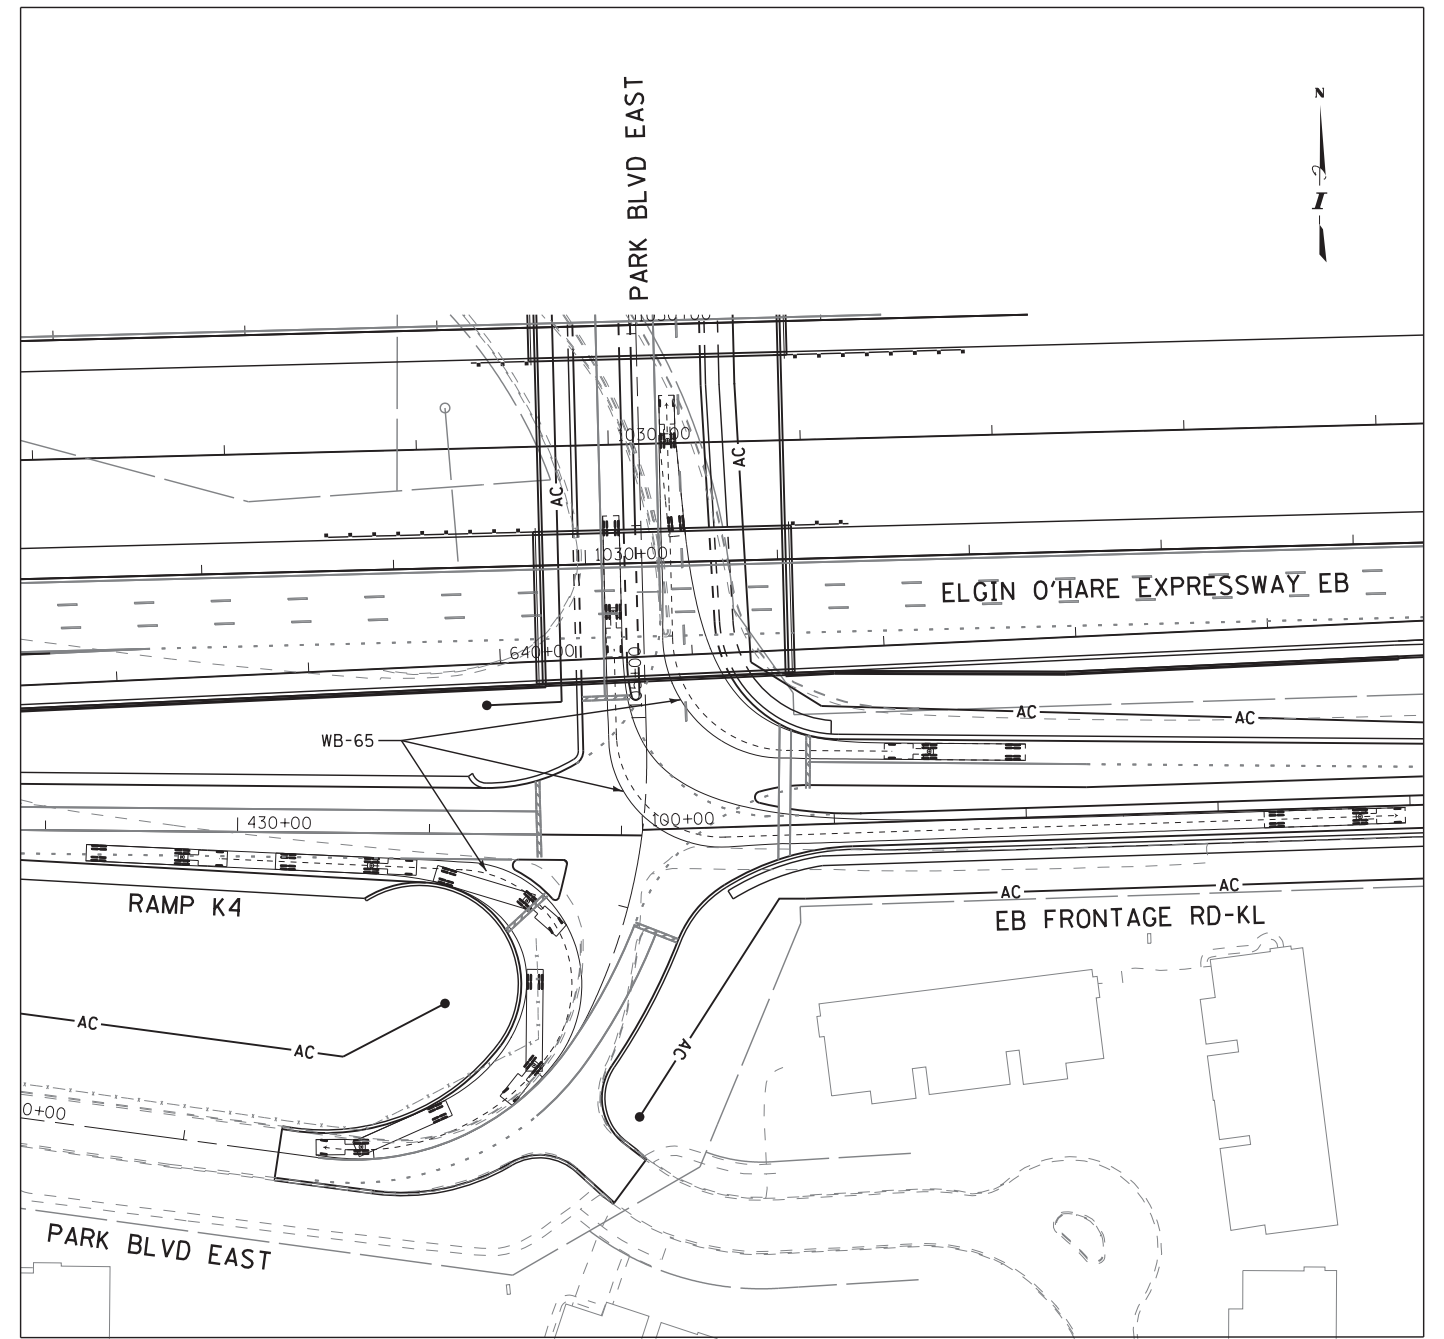 PARK BLVD EAST
N
I
1030+00
AC
AC
1030+00
ELGIN O'HARE EXPRESSWAY EB
640+00
AC
AC
WB-65
430+00
100+00
RAMP K4
AC
AC
EB FRONTAGE RD-KL
AC
AC
AC
0+00
PARK BLVD EAST